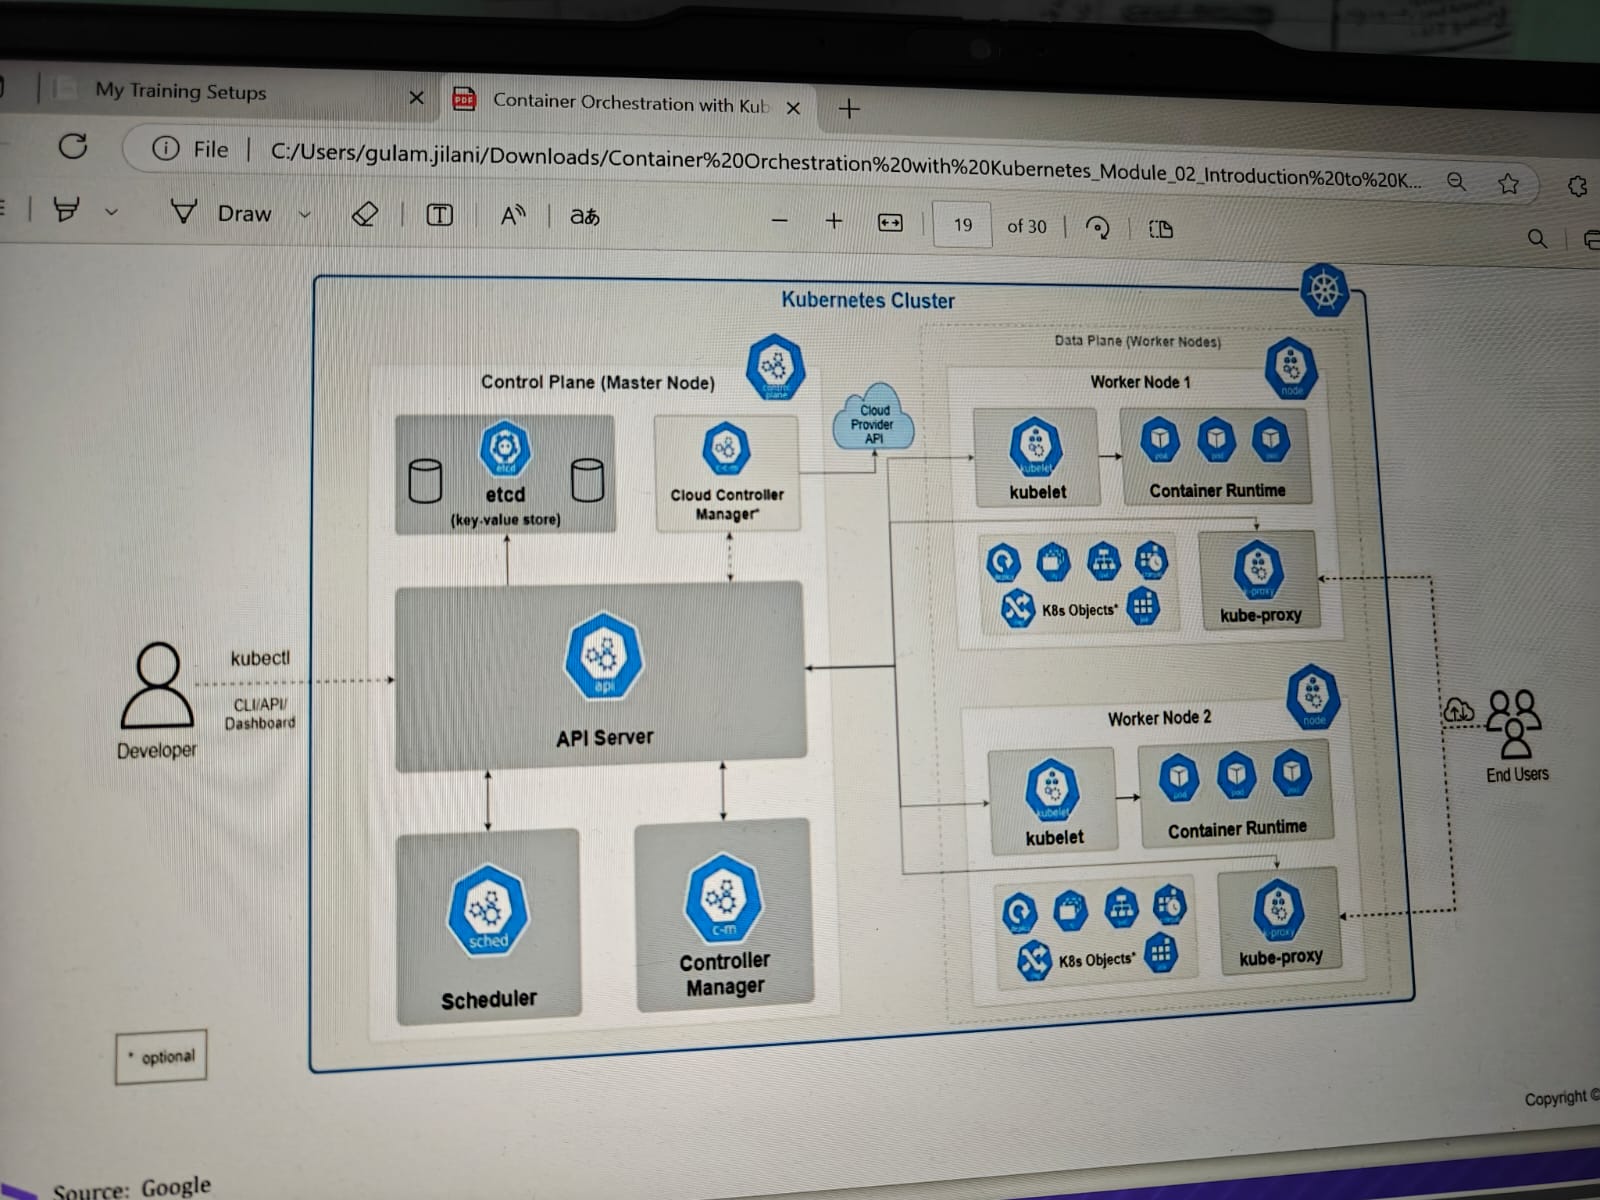 My Training Setups
Container Orchestration with Kub
File
C:/Users/gulam.jilani/Downloads/Container%20Orchestration%20with%20Kubernetes_Module_02_Introduction%20to%20K...
Draw
19 of 30
Kubernetes Cluster
Control Plane (Master Node)
control
plane
etcd
etcd
(key-value store)
c-c-m
Cloud Controller
Manager*
Cloud
Provider
API
api
API Server
sched
Scheduler
c-m
Controller
Manager
kubectl
CLI/API/
Dashboard
Developer
Data Plane (Worker Nodes)
Worker Node 1
node
kubelet
kubelet
pod
pod
pod
Container Runtime
K8s Objects*
k-proxy
kube-proxy
Worker Node 2
node
kubelet
kubelet
pod
pod
pod
Container Runtime
K8s Objects*
k-proxy
kube-proxy
End Users
* optional
Copyright ©
Source: Google